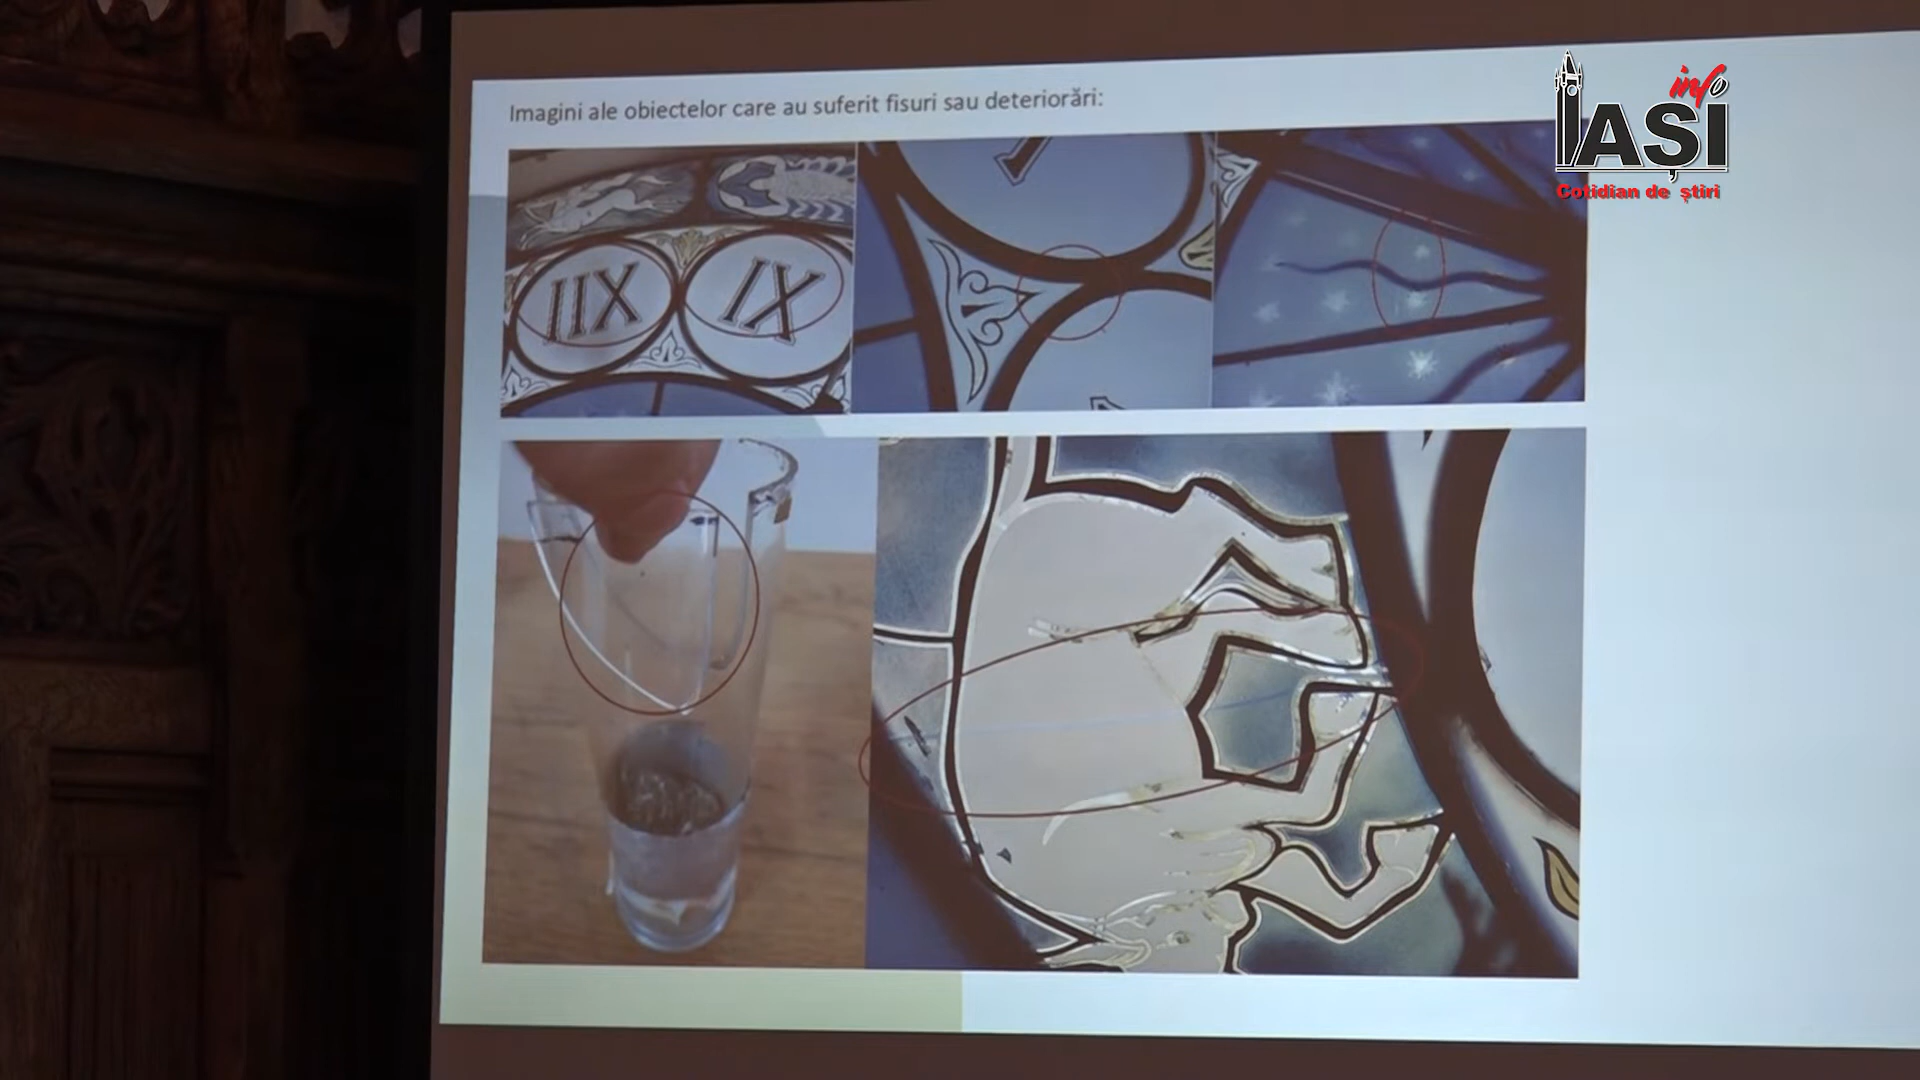 Imagini ale obiectelor care au suferit fisuri sau deteriorări:
info
IAȘI
Cotidian de știri
IIX
IX